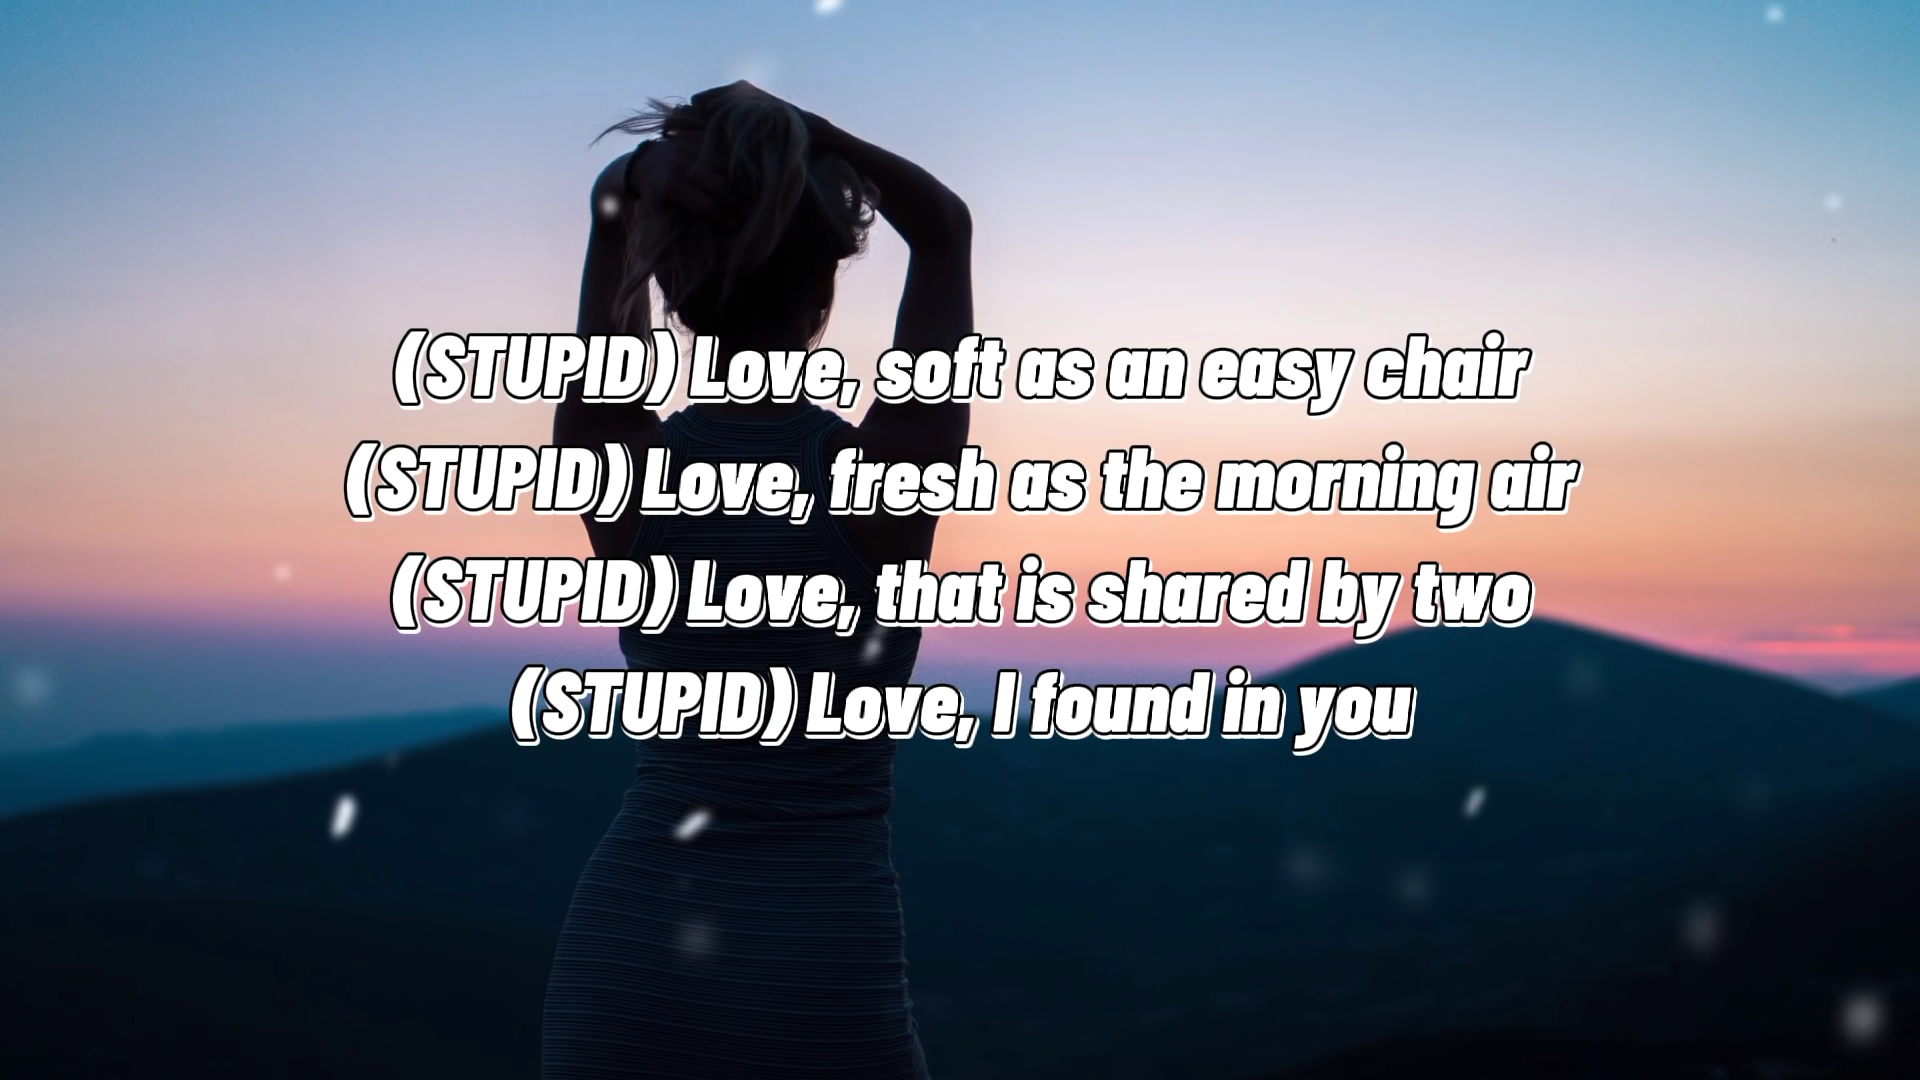 (STUPID) Love, soft as an easy chair
(STUPID) Love, fresh as the morning air
(STUPID) Love, that is shared by two
(STUPID) Love, I found in you